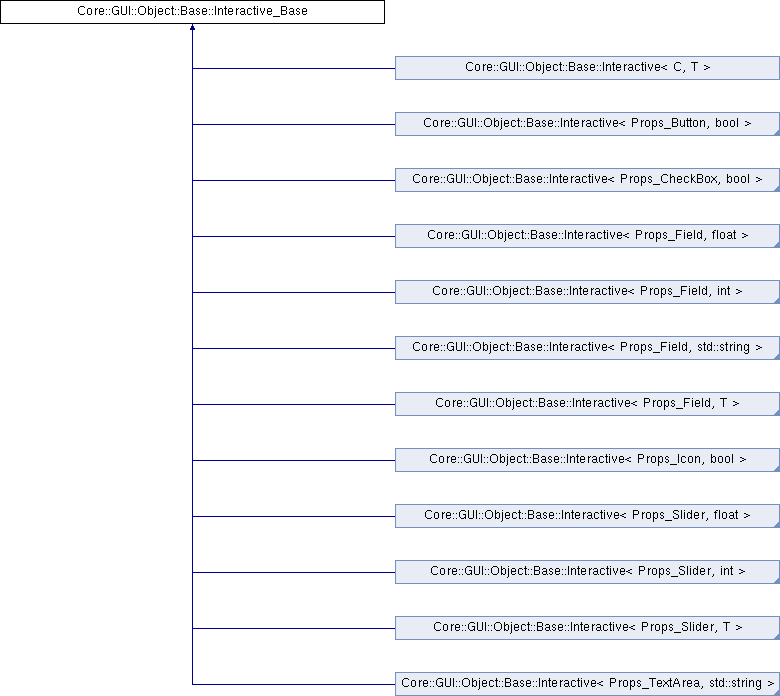 Core::GUI::Object::Base::Interactive_Base
Core::GUI::Object::Base::Interactive< C, T >
Core::GUI::Object::Base::Interactive< Props_Button, bool >
Core::GUI::Object::Base::Interactive< Props_CheckBox, bool >
Core::GUI::Object::Base::Interactive< Props_Field, float >
Core::GUI::Object::Base::Interactive< Props_Field, int >
Core::GUI::Object::Base::Interactive< Props_Field, std::string >
Core::GUI::Object::Base::Interactive< Props_Field, T >
Core::GUI::Object::Base::Interactive< Props_Icon, bool >
Core::GUI::Object::Base::Interactive< Props_Slider, float >
Core::GUI::Object::Base::Interactive< Props_Slider, int >
Core::GUI::Object::Base::Interactive< Props_Slider, T >
Core::GUI::Object::Base::Interactive< Props_TextArea, std::string >